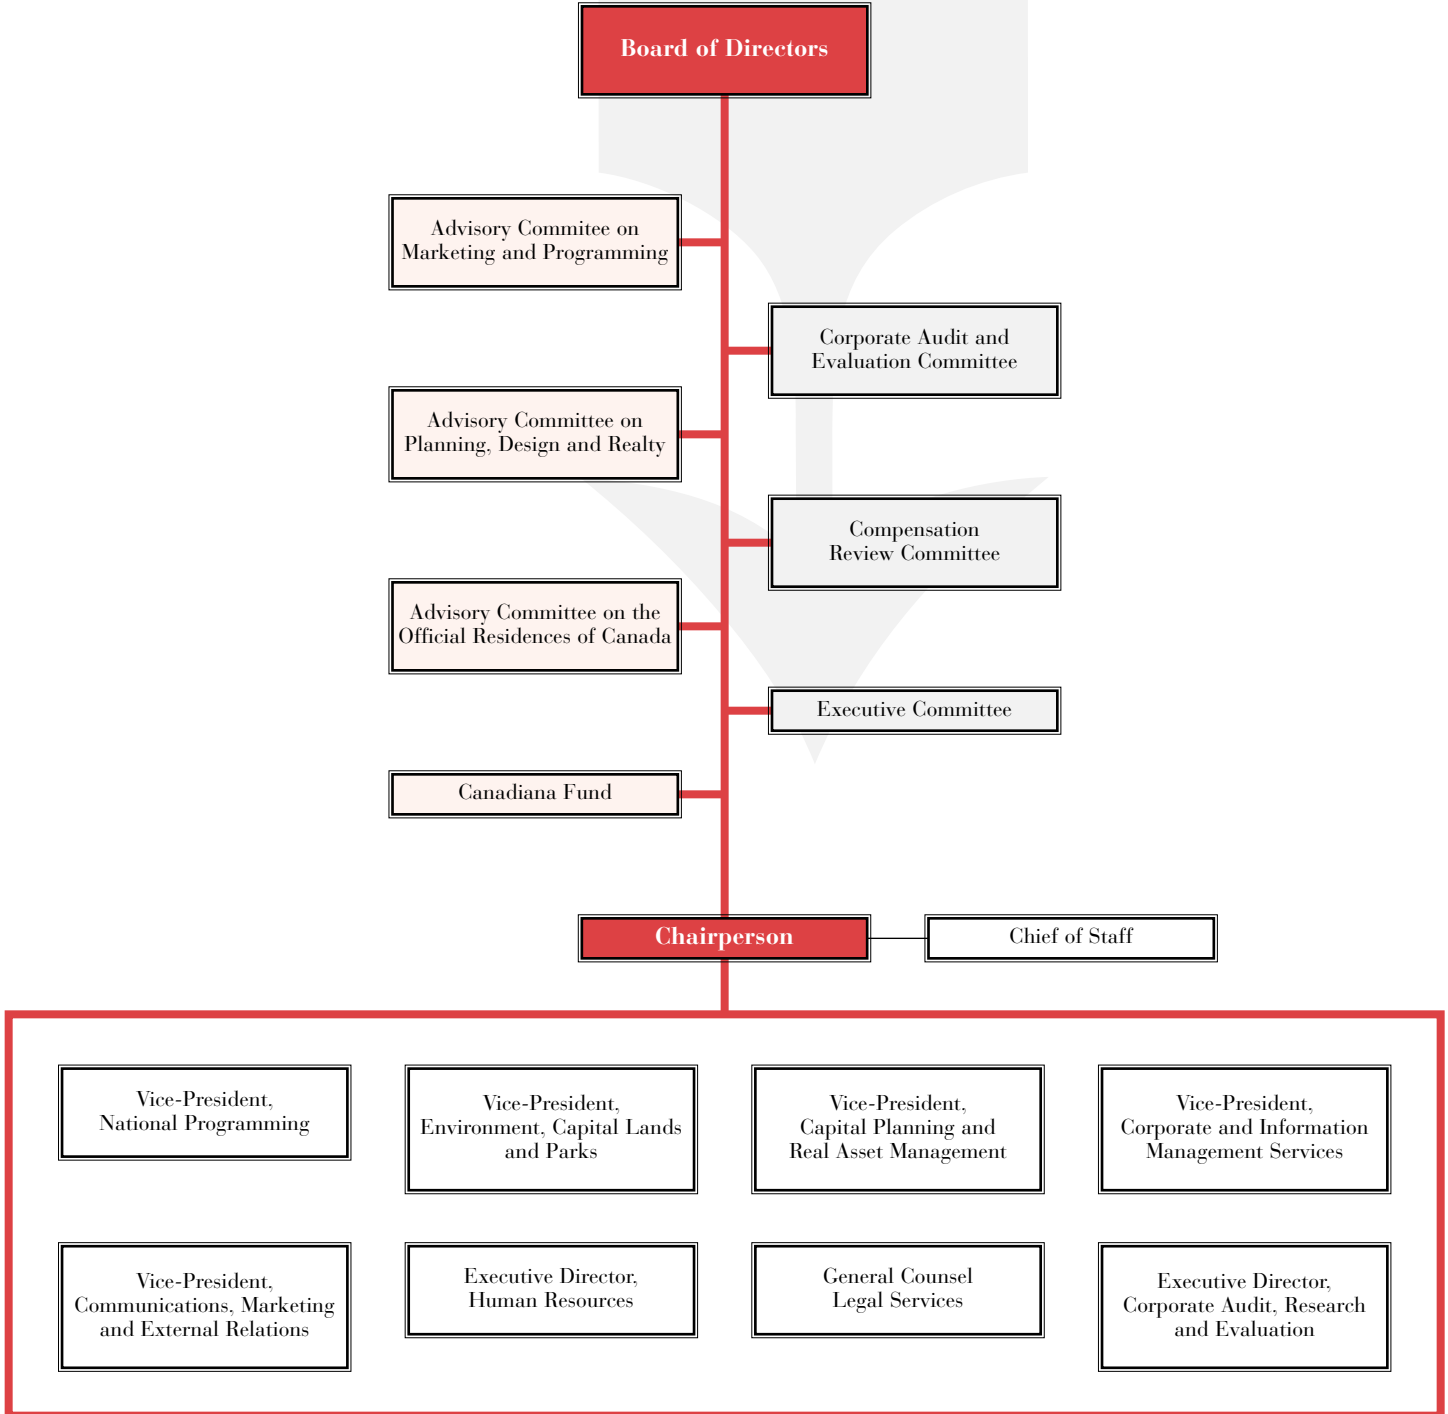 Board of Directors
Advisory Commitee on
Marketing and Programming
Corporate Audit and
Evaluation Committee
Advisory Committee on
Planning, Design and Realty
Compensation
Review Committee
Advisory Committee on the
Official Residences of Canada
Executive Committee
Canadiana Fund
Chairperson
Chief of Staff
Vice-President,
National Programming
Vice-President,
Environment, Capital Lands
and Parks
Vice-President,
Capital Planning and
Real Asset Management
Vice-President,
Corporate and Information
Management Services
Vice-President,
Communications, Marketing
and External Relations
Executive Director,
Human Resources
General Counsel
Legal Services
Executive Director,
Corporate Audit, Research
and Evaluation